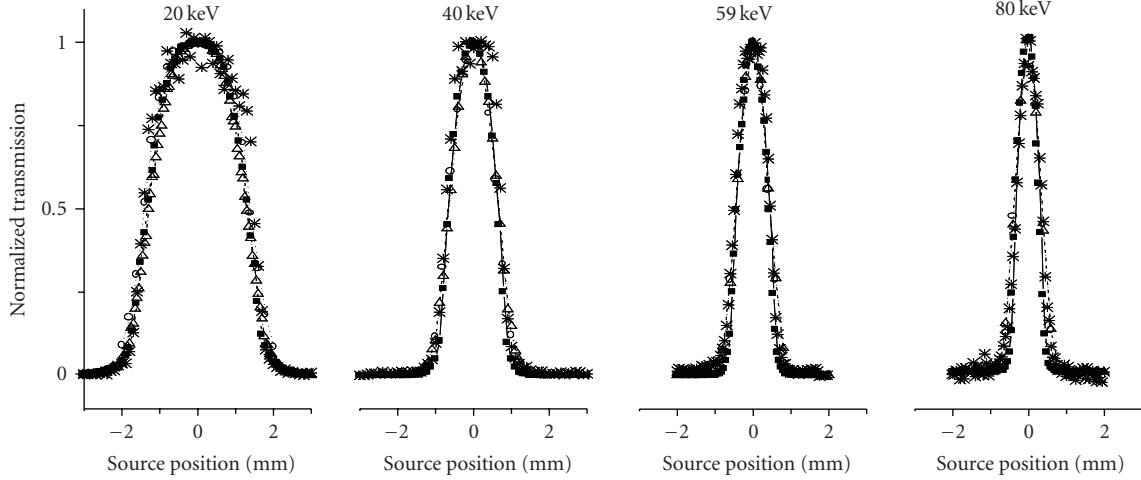 20 keV
40 keV
59 keV
80 keV
Normalized transmission
1
0.5
0
−2 0 2
−2 0 2
−2 0 2
−2 0 2
Source position (mm)
Source position (mm)
Source position (mm)
Source position (mm)